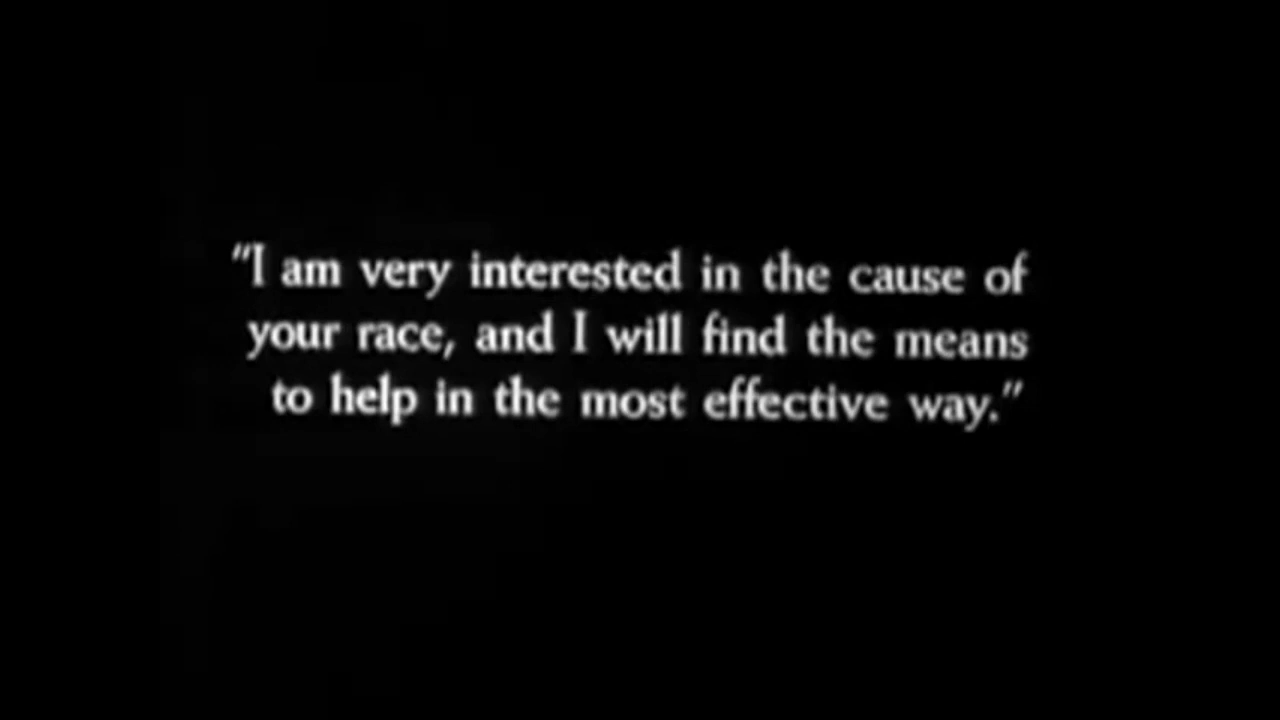 "I am very interested in the cause of
your race, and I will find the means
to help in the most effective way."